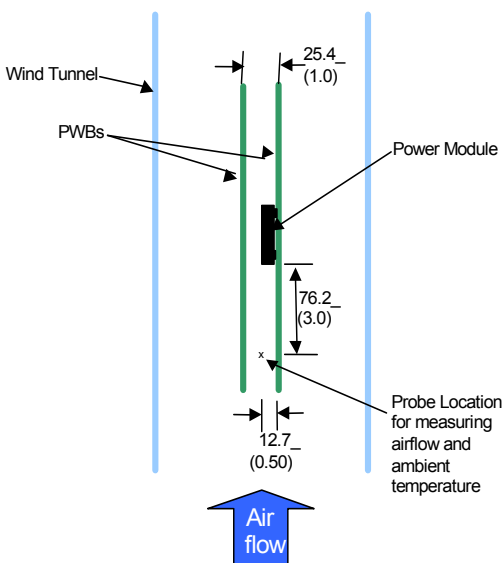 25.4_
(1.0)
Wind Tunnel
PWBs
Power Module
76.2_
(3.0)
x
Probe Location
for measuring
airflow and
ambient
temperature
12.7_
(0.50)
Air
flow